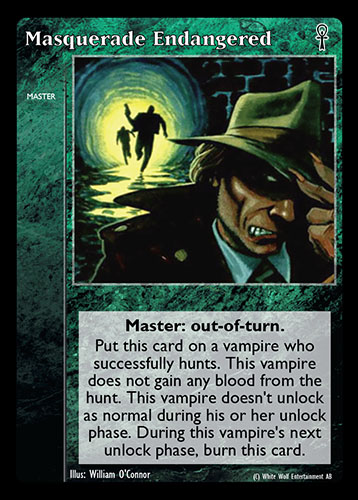 Masquerade Endangered
MASTER
Master: out-of-turn.
Put this card on a vampire who
successfully hunts. This vampire
does not gain any blood from the
hunt. This vampire doesn't unlock
as normal during his or her unlock
phase. During this vampire's next
unlock phase, burn this card.
Illus: William O'Connor
(C) White Wolf Entertainment AB